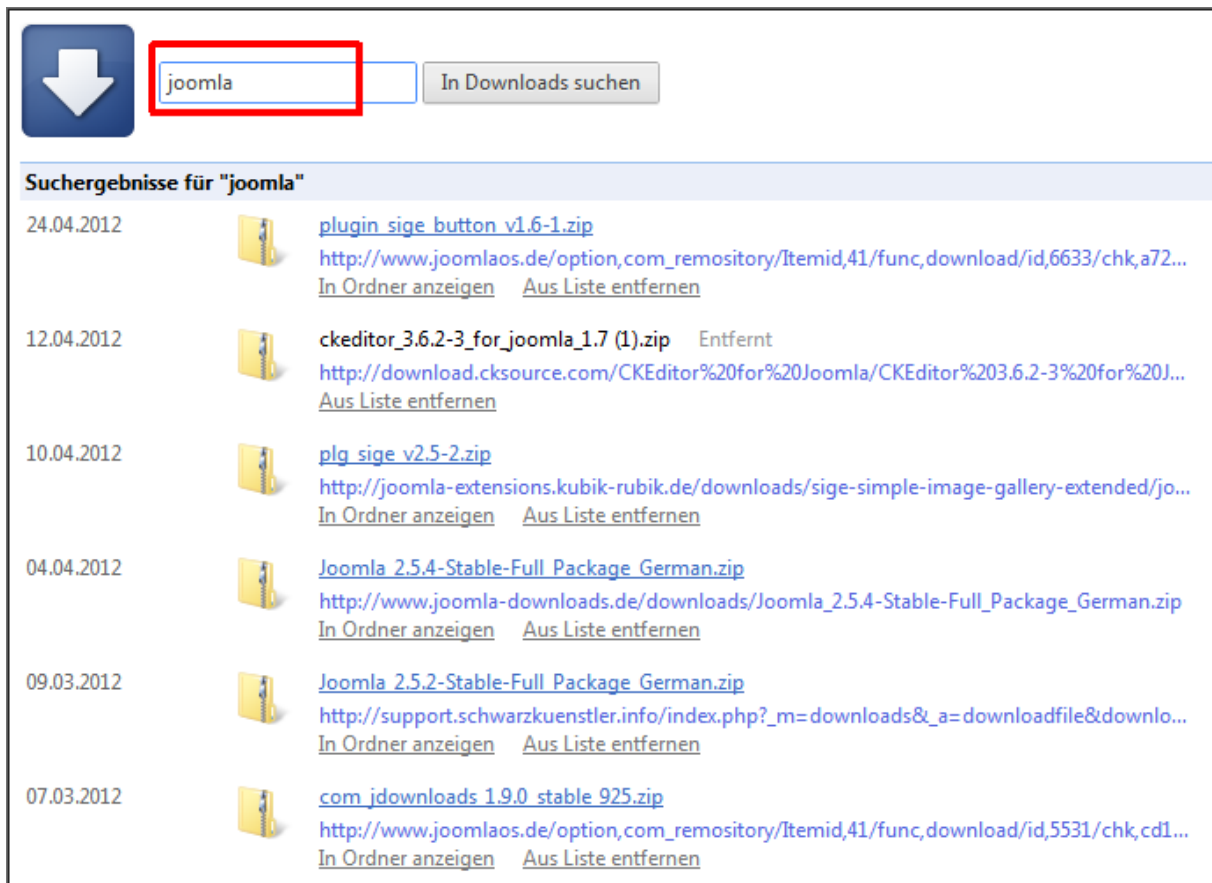 joomla
In Downloads suchen
Suchergebnisse für "joomla"
24.04.2012
plugin_sige_button_v1.6-1.zip
http://www.joomlaos.de/option,com_remository/Itemid,41/func,download/id,6633/chk,a72...
In Ordner anzeigen Aus Liste entfernen
12.04.2012
ckeditor_3.6.2-3_for_joomla_1.7 (1).zip Entfernt
http://download.cksource.com/CKEditor%20for%20Joomla/CKEditor%203.6.2-3%20for%20J...
Aus Liste entfernen
10.04.2012
plg_sige_v2.5-2.zip
http://joomla-extensions.kubik-rubik.de/downloads/sige-simple-image-gallery-extended/jo...
In Ordner anzeigen Aus Liste entfernen
04.04.2012
Joomla_2.5.4-Stable-Full_Package_German.zip
http://www.joomla-downloads.de/downloads/Joomla_2.5.4-Stable-Full_Package_German.zip
In Ordner anzeigen Aus Liste entfernen
09.03.2012
Joomla_2.5.2-Stable-Full_Package_German.zip
http://support.schwarzkuenstler.info/index.php?_m=downloads&_a=downloadfile&downlo...
In Ordner anzeigen Aus Liste entfernen
07.03.2012
com_jdownloads_1.9.0_stable_925.zip
http://www.joomlaos.de/option,com_remository/Itemid,41/func,download/id,5531/chk,cd1...
In Ordner anzeigen Aus Liste entfernen